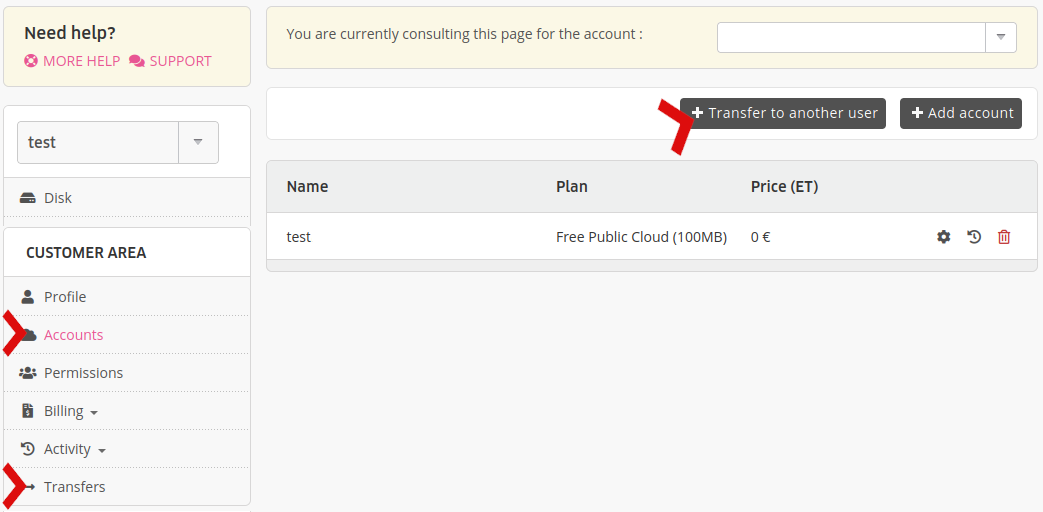 Need help?
MORE HELP SUPPORT
test
Disk
CUSTOMER AREA
Profile
Accounts
Permissions
Billing
Activity
Transfers
You are currently consulting this page for the account :
Transfer to another user
Add account
Name Plan Price (ET)
test Free Public Cloud (100MB) 0 €